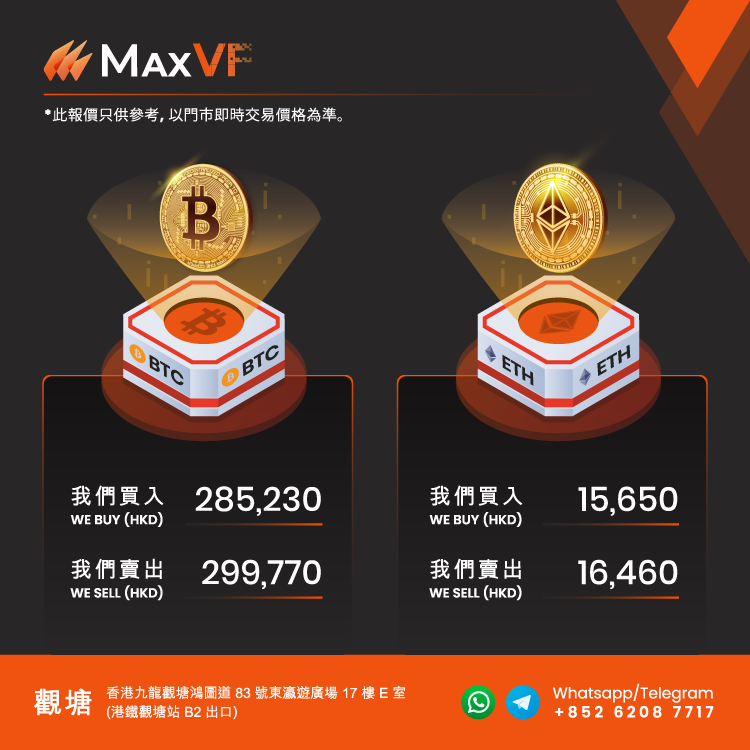 MAXVF
*此報價只供參考, 以門市即時交易價格為準。
BTC BTC
ETH ETH
我們買入 285,230
WE BUY (HKD)
我們賣出 299,770
WE SELL (HKD)
我們買入 15,650
WE BUY (HKD)
我們賣出 16,460
WE SELL (HKD)
觀塘
香港九龍觀塘鴻圖道 83 號東瀛遊廣場 17 樓 E 室
(港鐵觀塘站 B2 出口)
Whatsapp/Telegram
+852 6208 7717